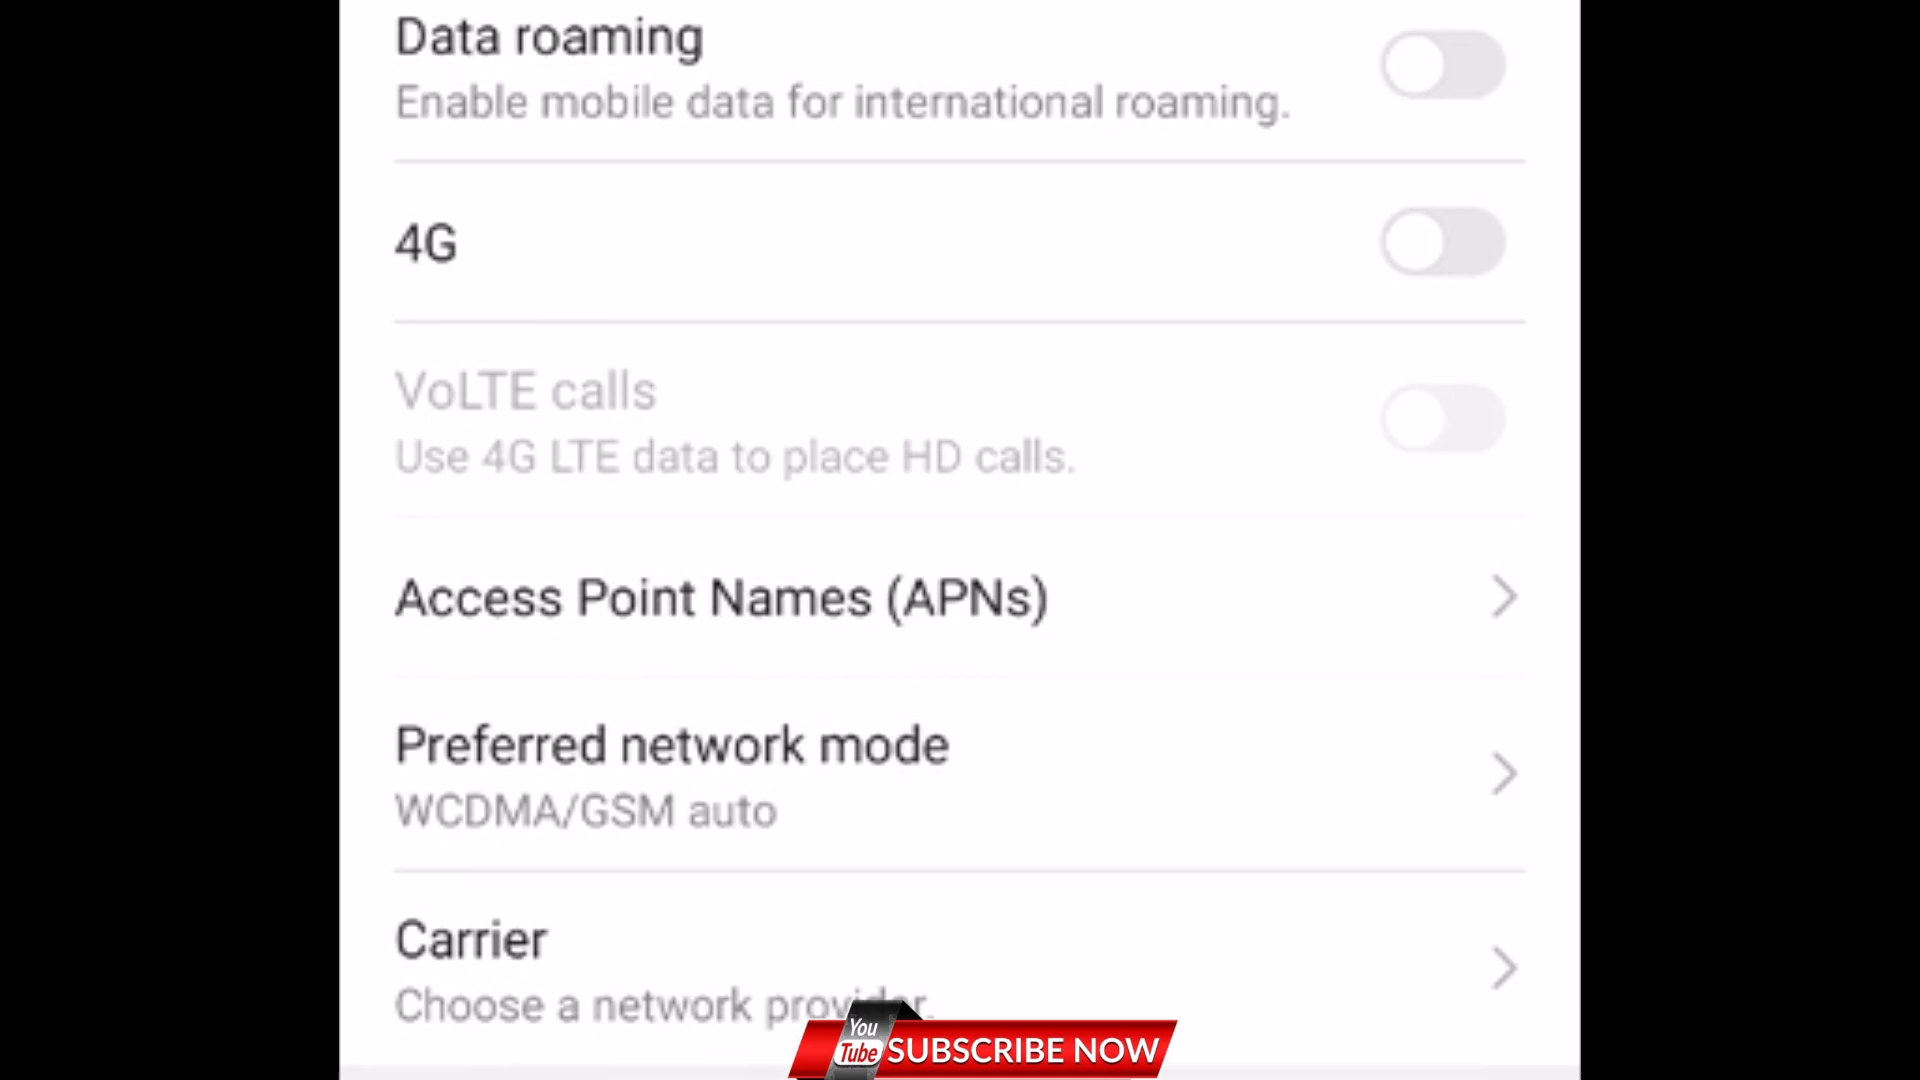 Data roaming
Enable mobile data for international roaming.
4G
VoLTE calls
Use 4G LTE data to place HD calls.
Access Point Names (APNs)
Preferred network mode
WCDMA/GSM auto
Carrier
Choose a network provider.
You
Tube SUBSCRIBE NOW